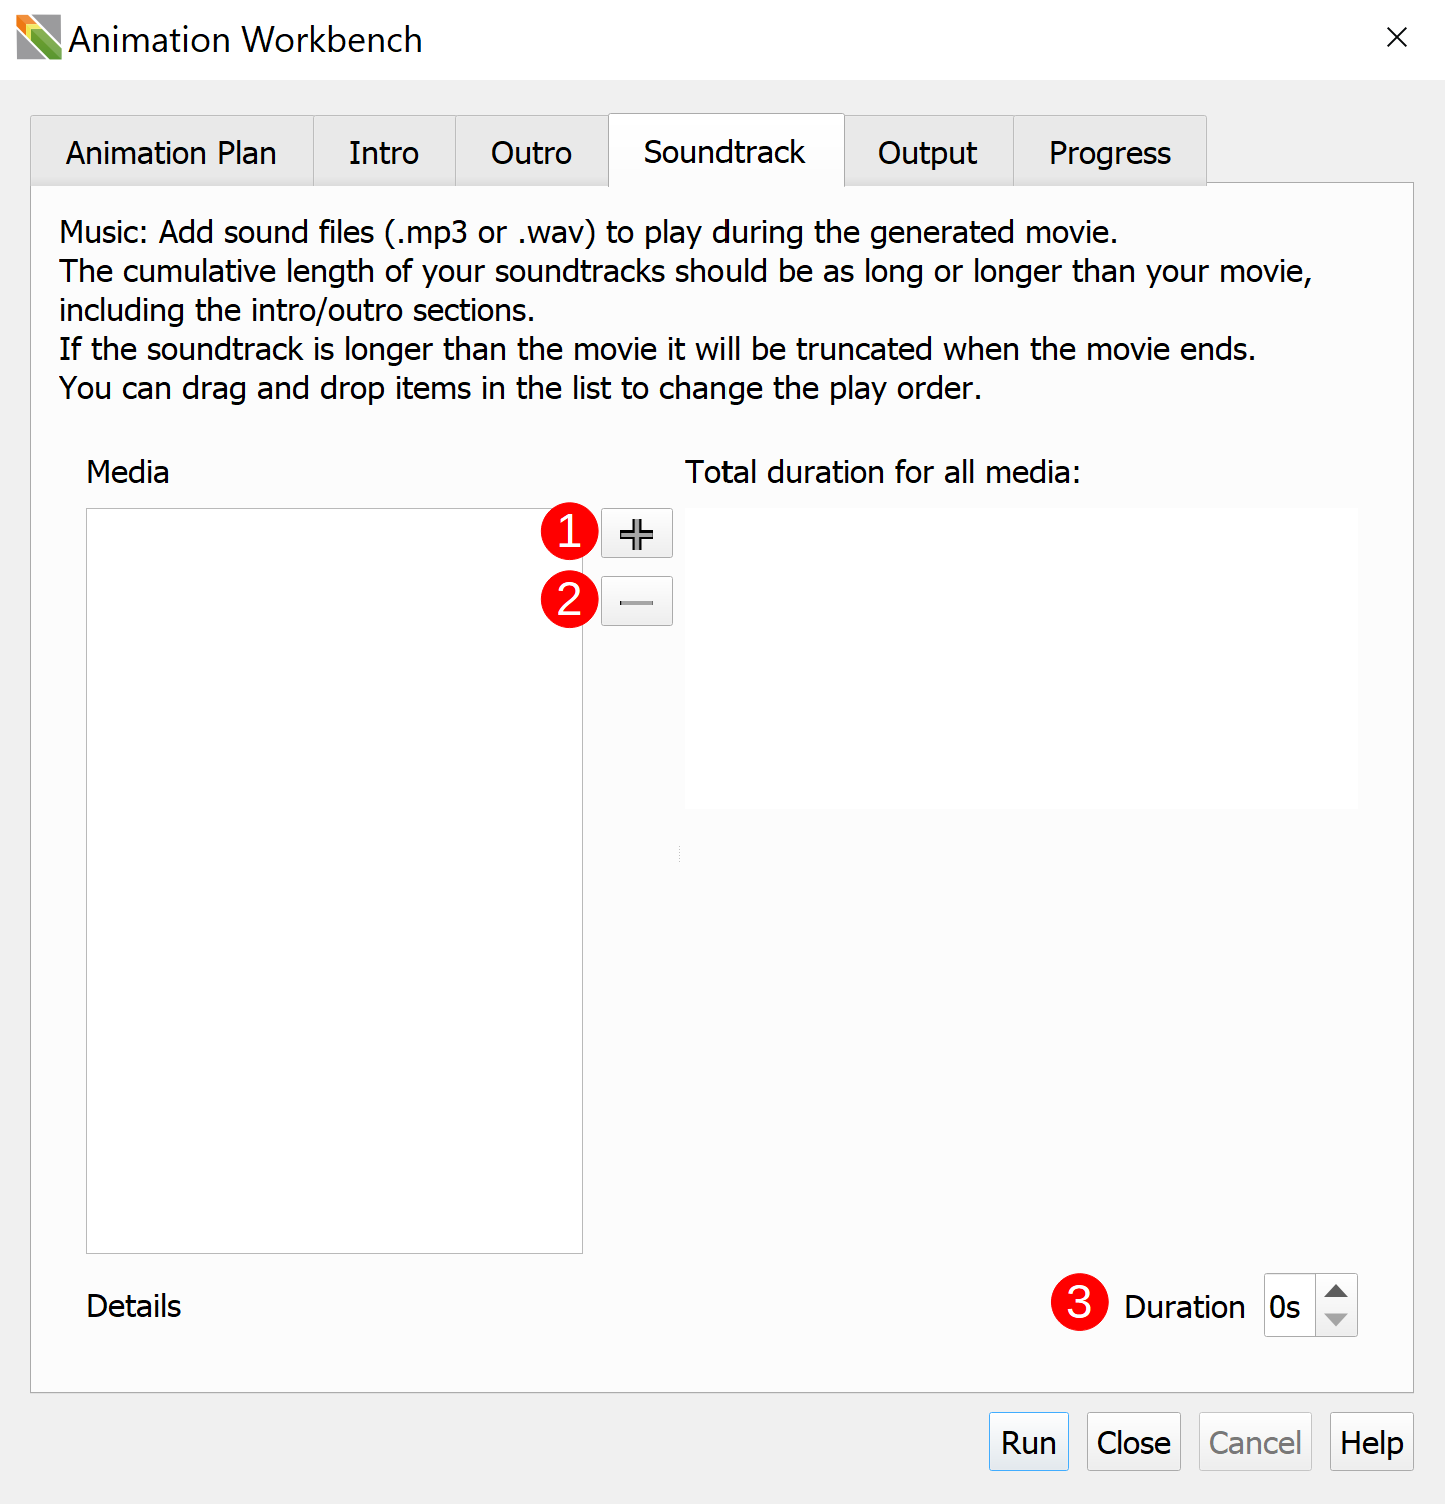 Animation Workbench
Animation Plan Intro Outro Soundtrack Output Progress
Music: Add sound files (.mp3 or .wav) to play during the generated movie.
The cumulative length of your soundtracks should be as long or longer than your movie,
including the intro/outro sections.
If the soundtrack is longer than the movie it will be truncated when the movie ends.
You can drag and drop items in the list to change the play order.
Media Total duration for all media:
1
2
Details 3 Duration 0s
Run Close Cancel Help